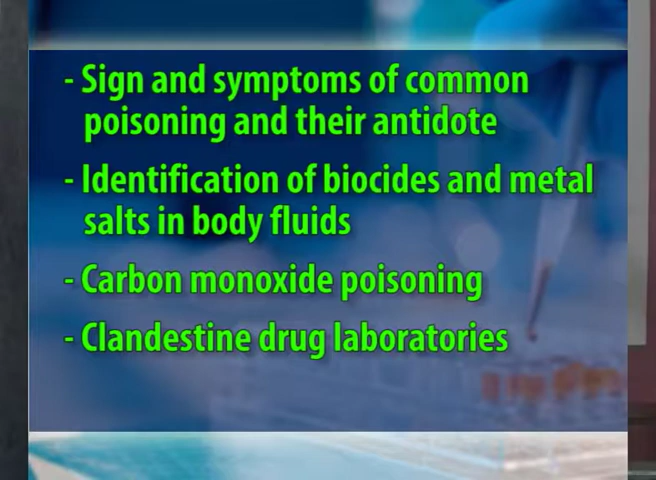 - Sign and symptoms of common
poisoning and their antidote
- Identification of biocides and metal
salts in body fluids
- Carbon monoxide poisoning
- Clandestine drug laboratories